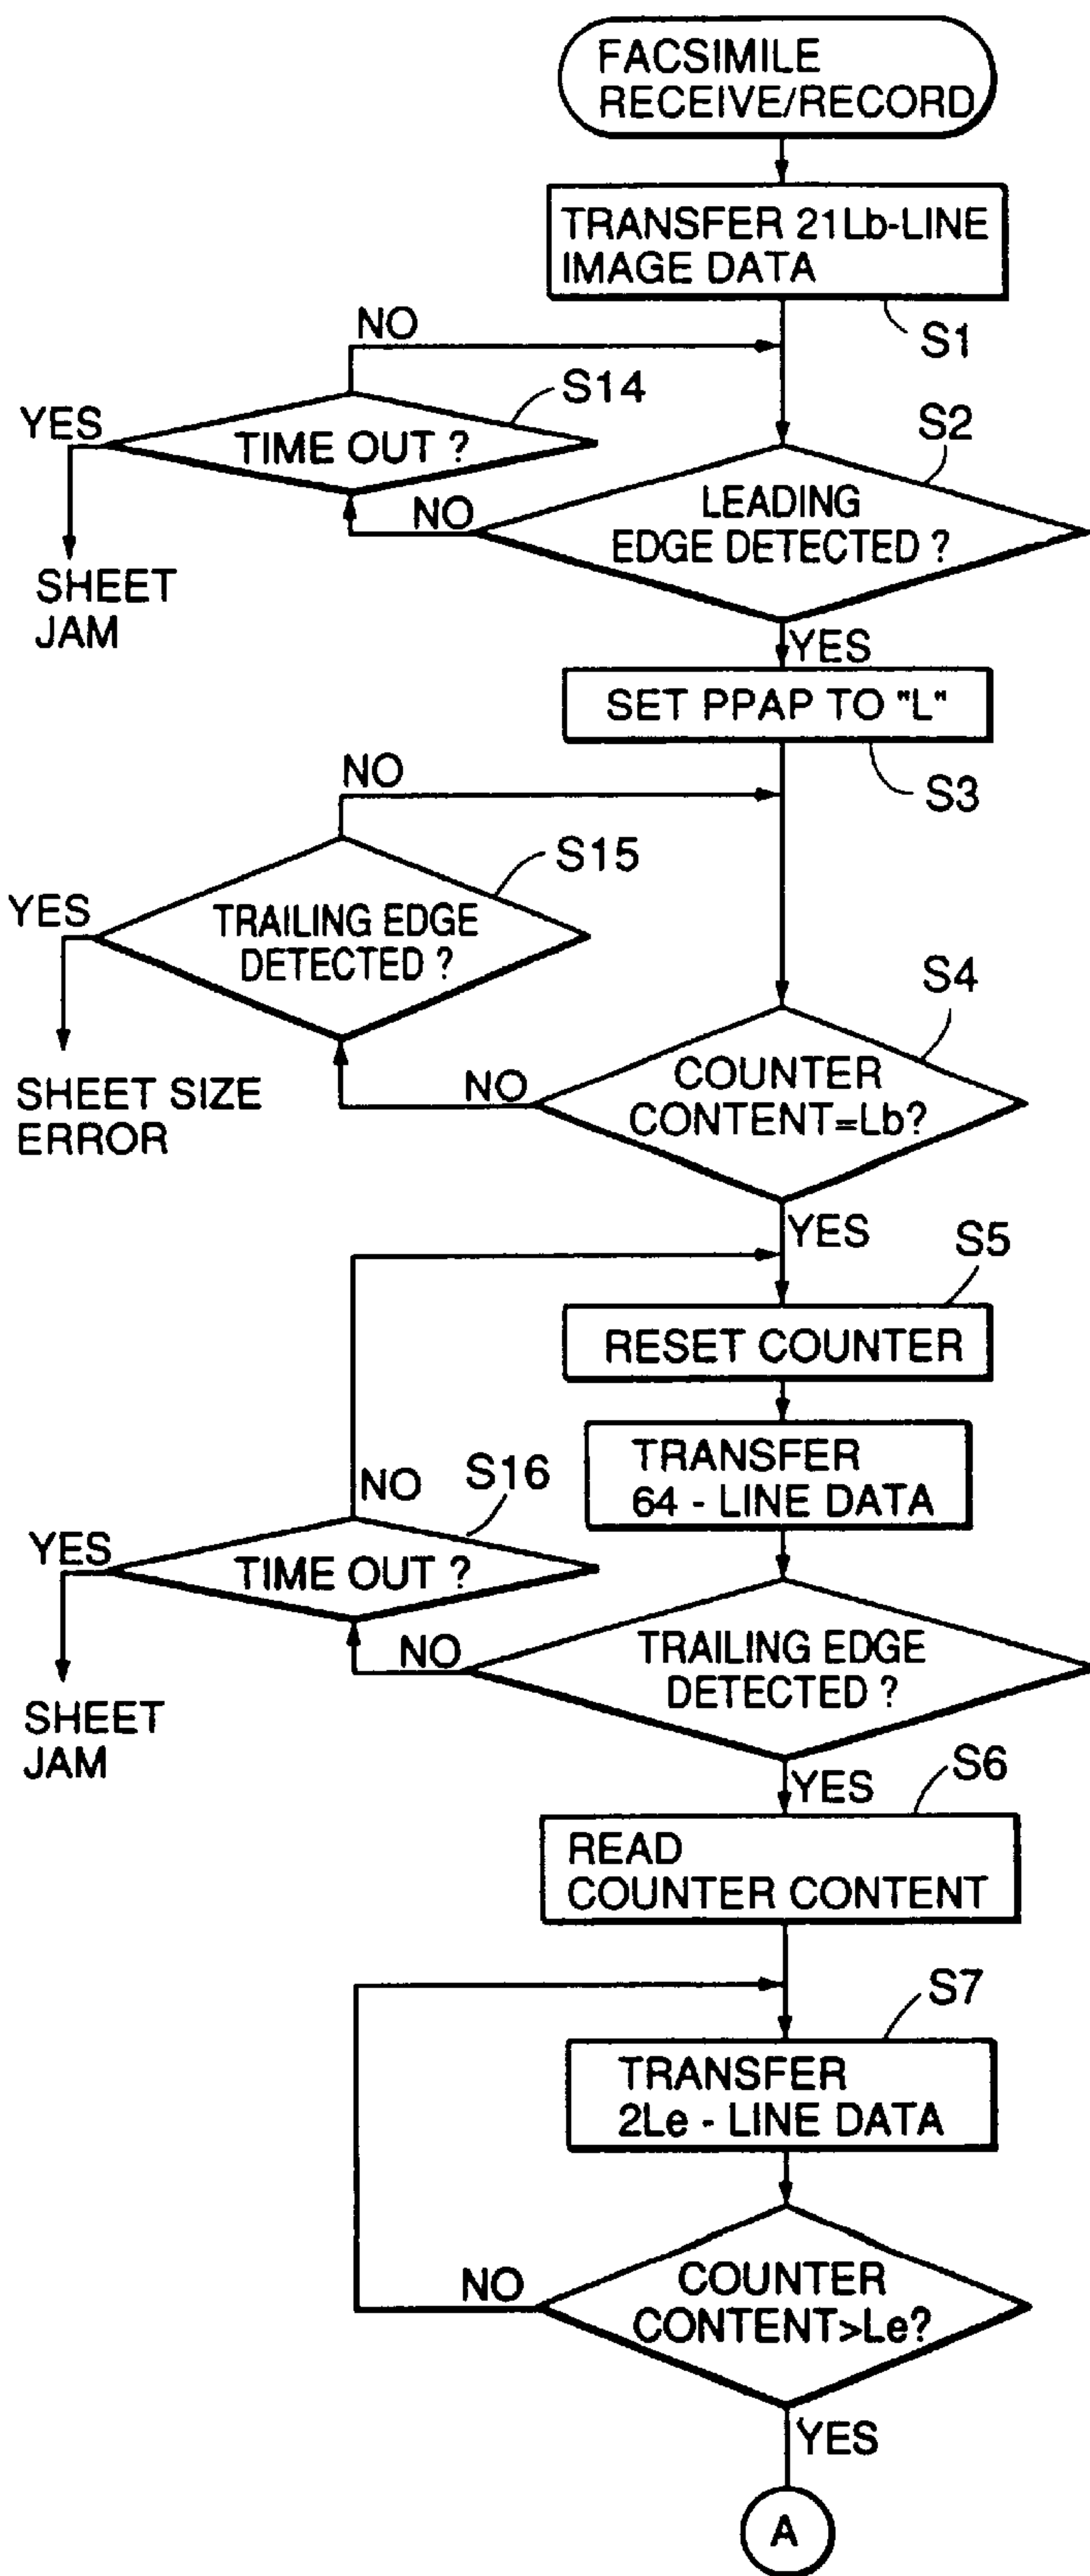 FACSIMILE
RECEIVE/RECORD
TRANSFER 21Lb-LINE
IMAGE DATA
S1
NO
S14
YES
TIME OUT ?
S2
NO
LEADING
EDGE DETECTED ?
SHEET
JAM
YES
SET PPAP TO "L"
S3
NO
S15
YES
TRAILING EDGE
DETECTED ?
S4
NO
COUNTER
CONTENT=Lb?
SHEET SIZE
ERROR
YES
S5
RESET COUNTER
TRANSFER
64 - LINE DATA
NO
S16
YES
TIME OUT ?
NO
TRAILING EDGE
DETECTED ?
SHEET
JAM
YES
S6
READ
COUNTER CONTENT
S7
TRANSFER
2Le - LINE DATA
NO
COUNTER
CONTENT>Le?
YES
A